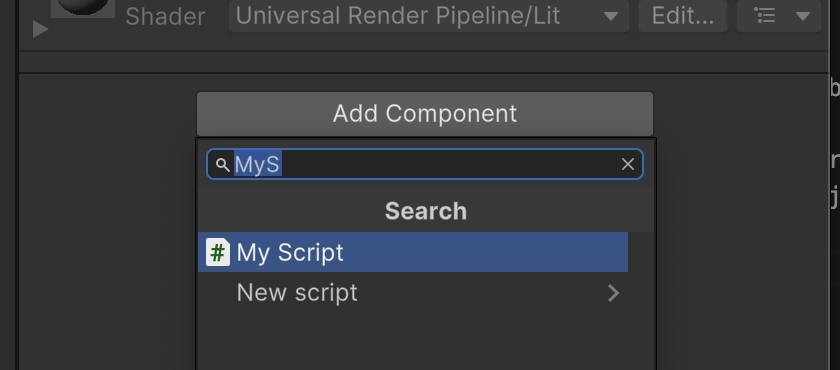 Shader Universal Render Pipeline/Lit Edit...
Add Component
MyS
Search
# My Script
New script